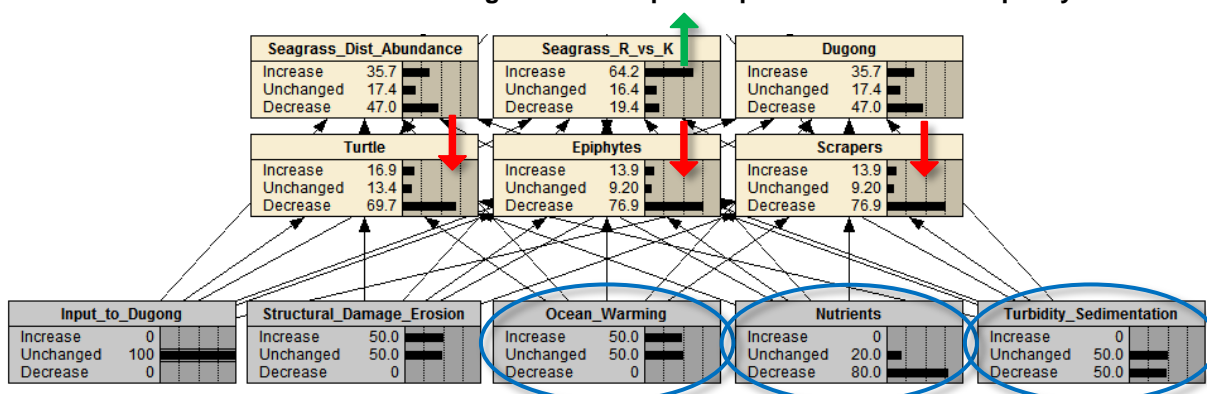 Seagrass_Dist_Abundance
Increase 35.7
Unchanged 17.4
Decrease 47.0
Seagrass_R_vs_K
Increase 64.2
Unchanged 16.4
Decrease 19.4
Dugong
Increase 35.7
Unchanged 17.4
Decrease 47.0
Turtle
Increase 16.9
Unchanged 13.4
Decrease 69.7
Epiphytes
Increase 13.9
Unchanged 9.20
Decrease 76.9
Scrapers
Increase 13.9
Unchanged 9.20
Decrease 76.9
Input_to_Dugong
Increase 0
Unchanged 100
Decrease 0
Structural_Damage_Erosion
Increase 50.0
Unchanged 50.0
Decrease 0
Ocean_Warming
Increase 50.0
Unchanged 50.0
Decrease 0
Nutrients
Increase 0
Unchanged 20.0
Decrease 80.0
Turbidity_Sedimentation
Increase 0
Unchanged 50.0
Decrease 50.0